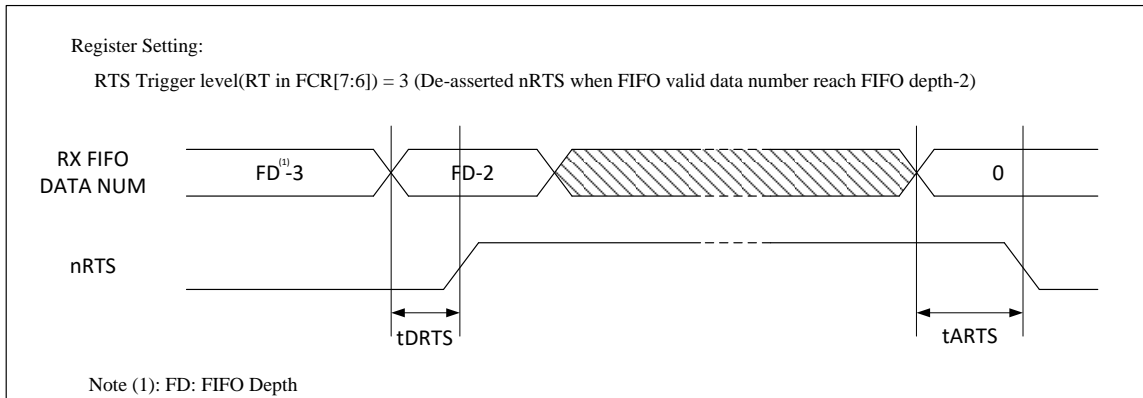 Register Setting:
RTS Trigger level(RT in FCR[7:6]) = 3 (De-asserted nRTS when FIFO valid data number reach FIFO depth-2)
RX FIFO
DATA NUM
FD(1)-3
FD-2
0
nRTS
tDRTS
tARTS
Note (1): FD: FIFO Depth